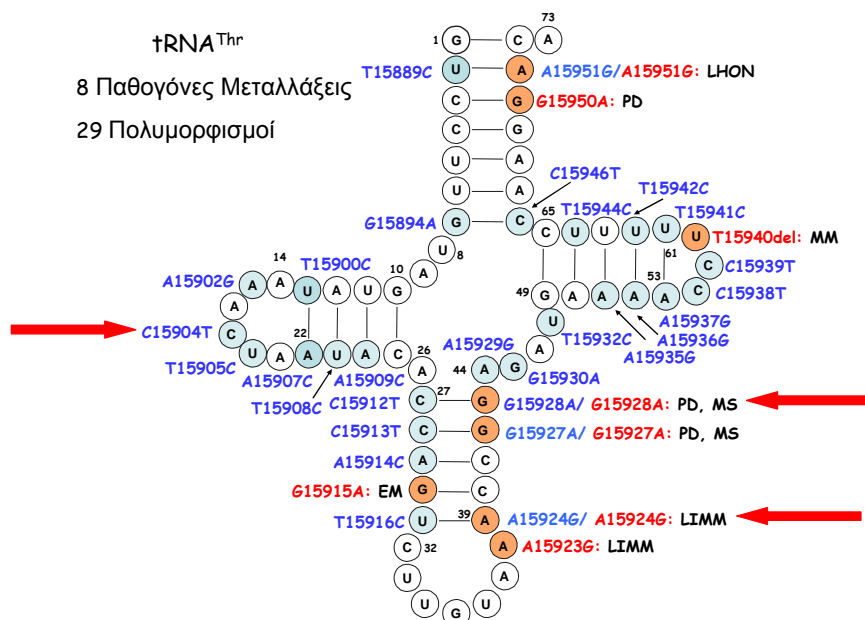 73
tRNAThr
1 G C A
T15889C U A A15951G/A15951G: LHON
8 Παθογόνες Μεταλλάξεις
C G G15950A: PD
29 Πολυμορφισμοί
C G
U A
C15946T
U A
T15942C
T15944C
T15941C
G15894A G C 65
C U U U U U T15940del: MM
U 8
61
14 T15900C 10 A
A15902G
C C15939T
53
A A U A U G
49 G A A A A C C15938T
A
C15904T C
22
U
A15937G
A15936G
A15935G
T15932C
A
T15905C U A A U A C
26
A15929G
44 A G G15930A
A
A15907C
A15909C
T15908C
C15912T C 27 G G15928A/ G15928A: PD, MS
C15913T C G G15927A/ G15927A: PD, MS
A15914C A C
G15915A: EM G C
T15916C U 39 A A15924G/ A15924G: LIMM
C 32 A A15923G: LIMM
U A
U U
G